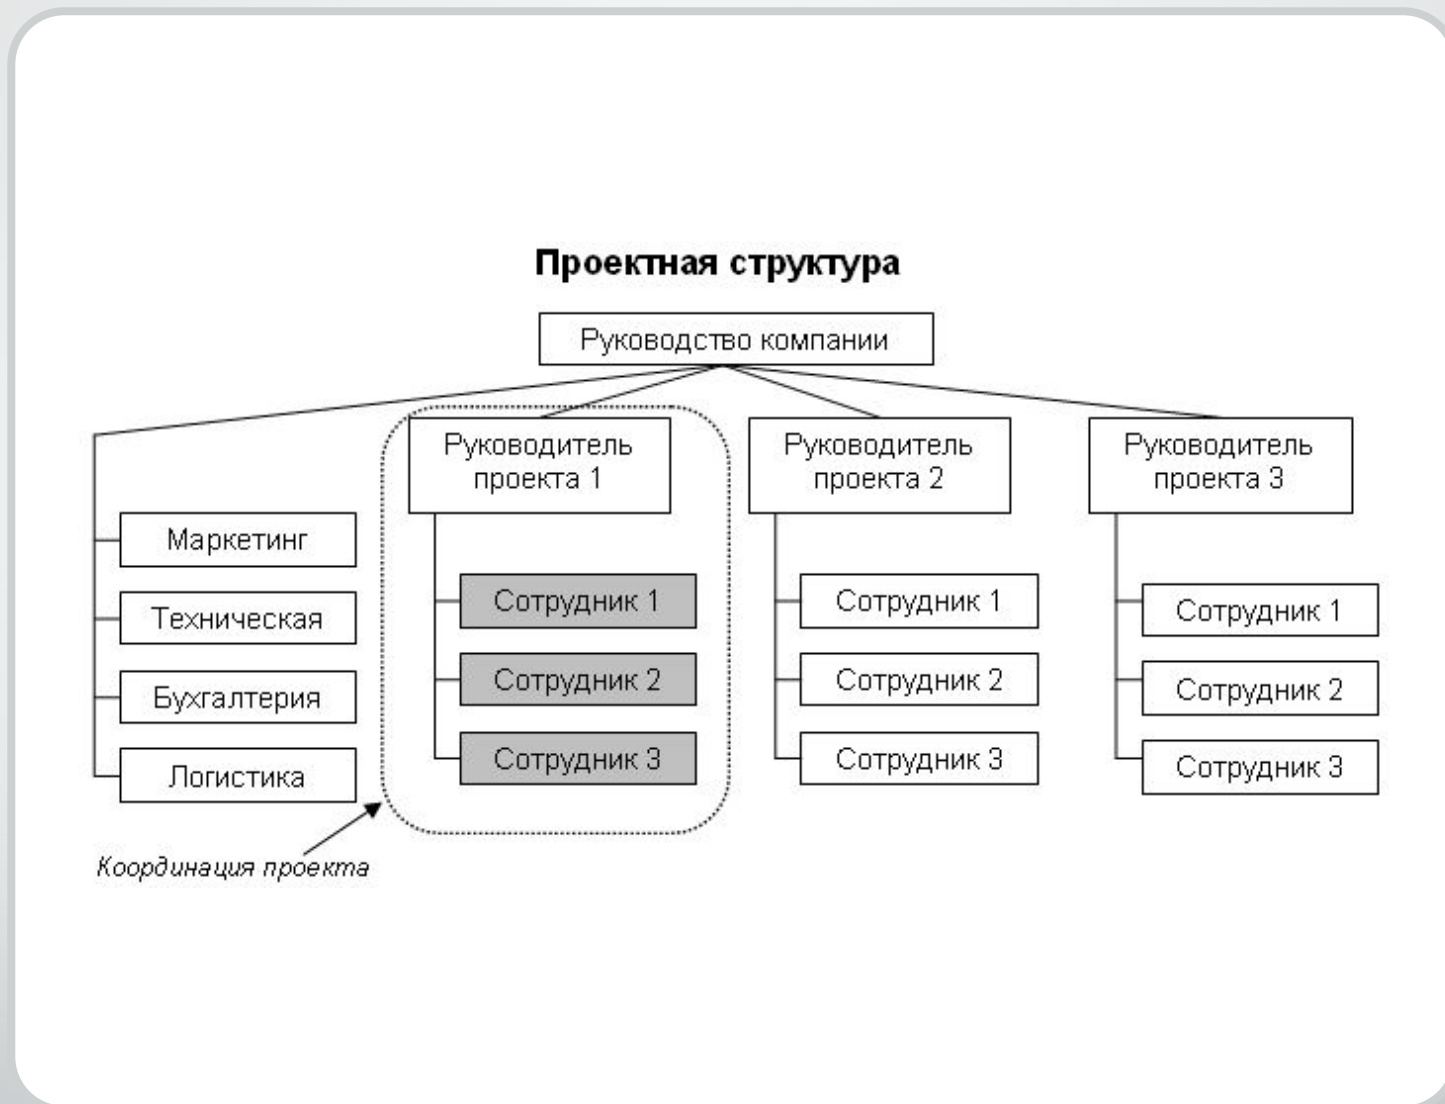 Проектная структура
Руководство компании
Руководитель
проекта 1
Руководитель
проекта 2
Руководитель
проекта 3
Маркетинг
Техническая
Бухгалтерия
Логистика
Сотрудник 1
Сотрудник 2
Сотрудник 3
Сотрудник 1
Сотрудник 2
Сотрудник 3
Сотрудник 1
Сотрудник 2
Сотрудник 3
Координация проекта